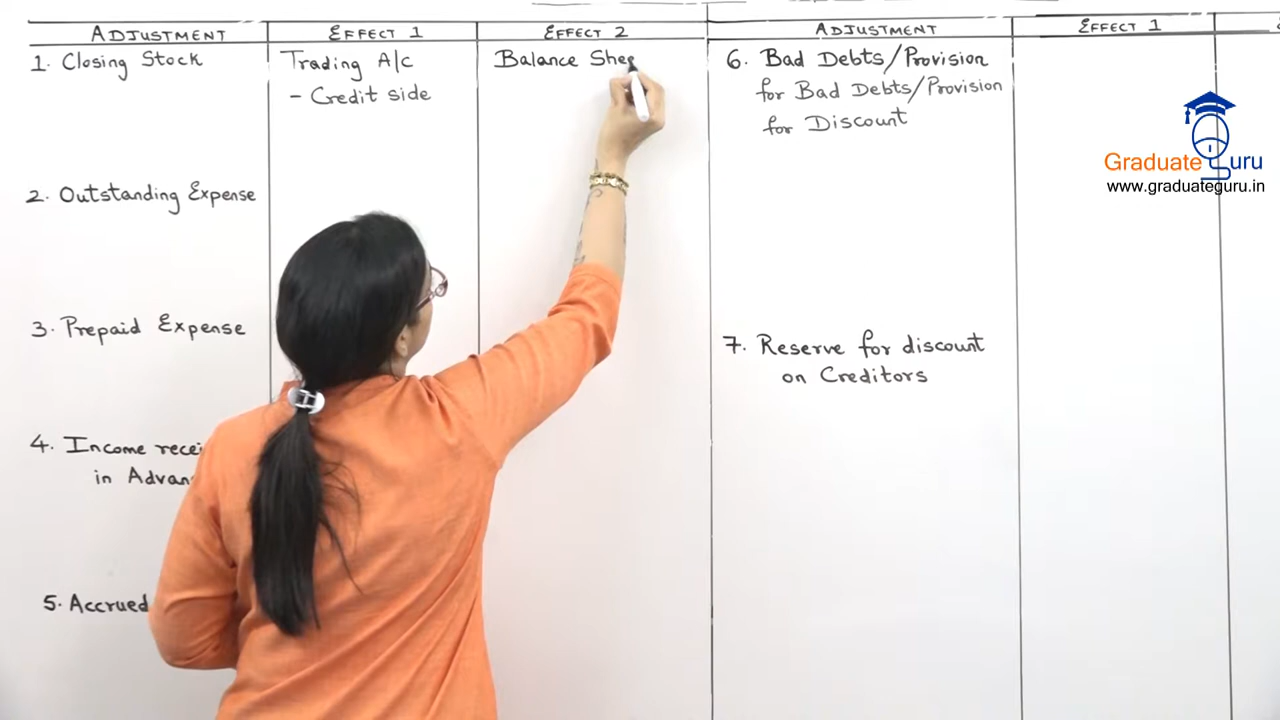 ADJUSTMENT EFFECT 1 EFFECT 2
1. Closing Stock Trading A/c Balance Shee
- Credit side
2. Outstanding Expense
3. Prepaid Expense
4. Income recei
in Advan
5. Accrued
ADJUSTMENT EFFECT 1
6. Bad Debts/Provision
for Bad Debts/Provision
for Discount
7. Reserve for discount
on Creditors
Graduate Guru
www.graduateguru.in